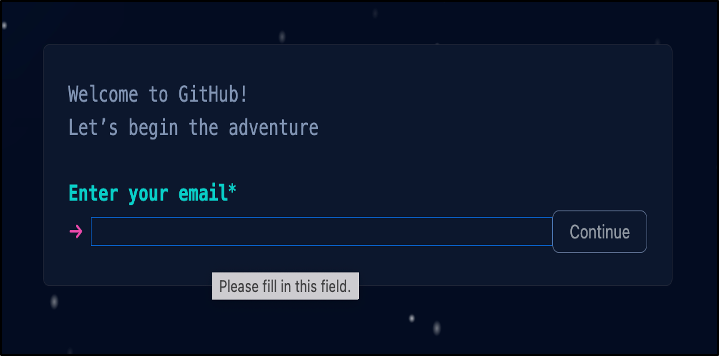 Welcome to GitHub!
Let’s begin the adventure
Enter your email*
→ Continue
Please fill in this field.